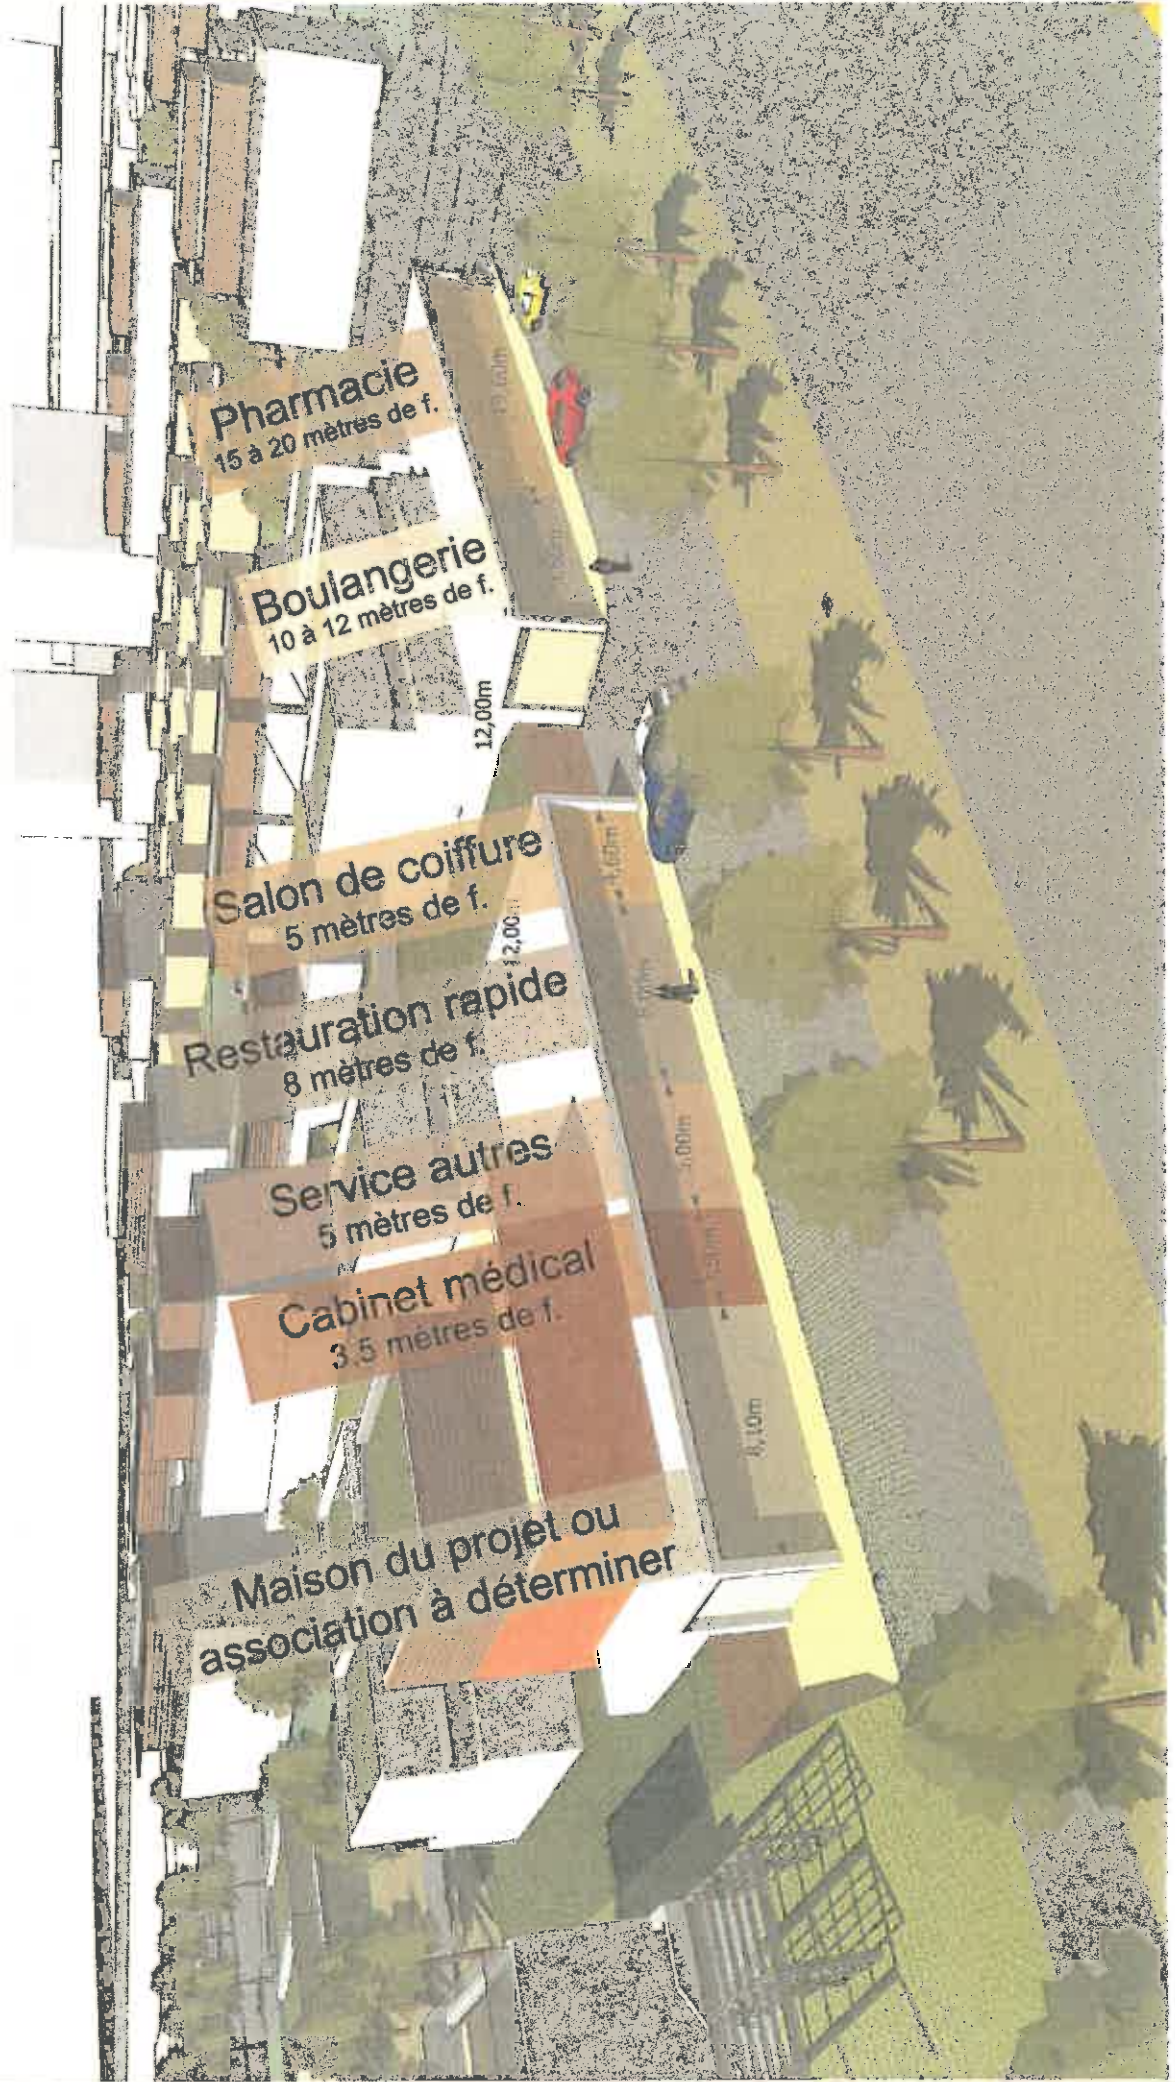 Maison du projet ou
association à déterminer
Cabinet médical
3.5 mètres de f.
Service autres
5 mètres de f.
Restauration rapide
8 mètres de f.
Salon de coiffure
5 mètres de f.
Boulangerie
10 à 12 mètres de f.
Pharmacie
15 à 20 mètres de f.
12,00m
8,10m